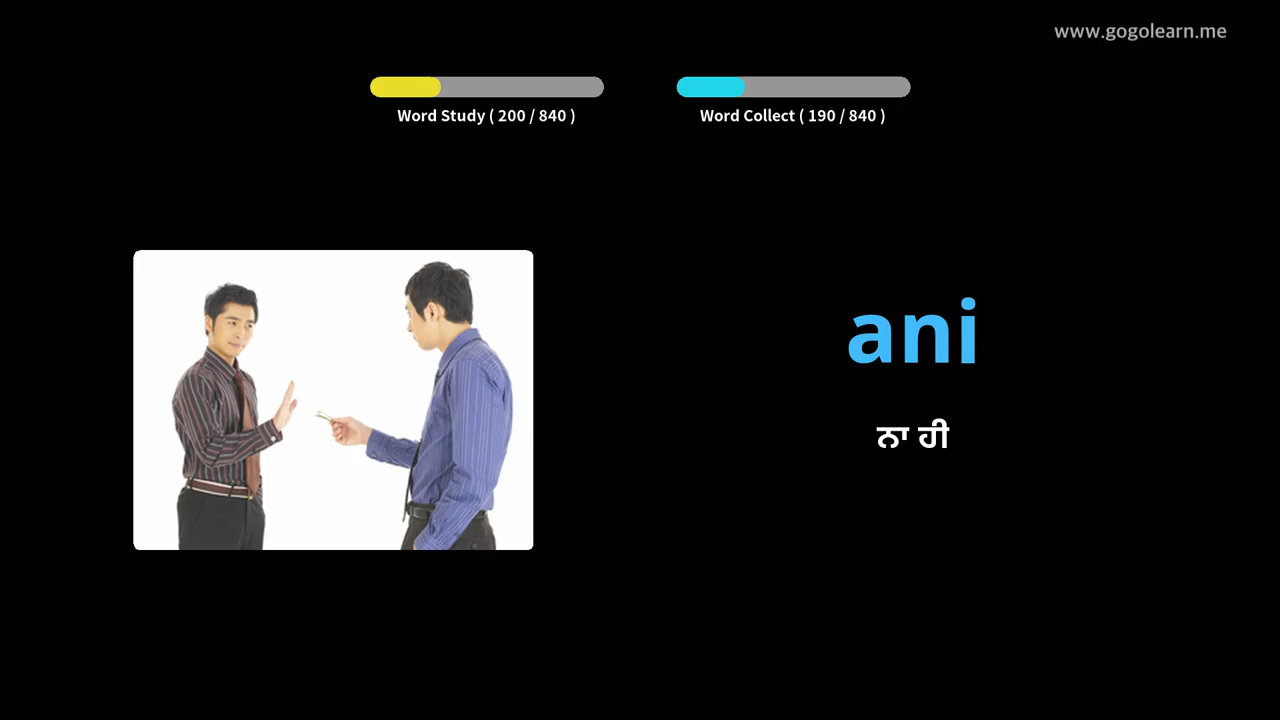 www.gogolearn.me
Word Study ( 200 / 840 )
Word Collect ( 190 / 840 )
ani
ਨਾ ਹੀ